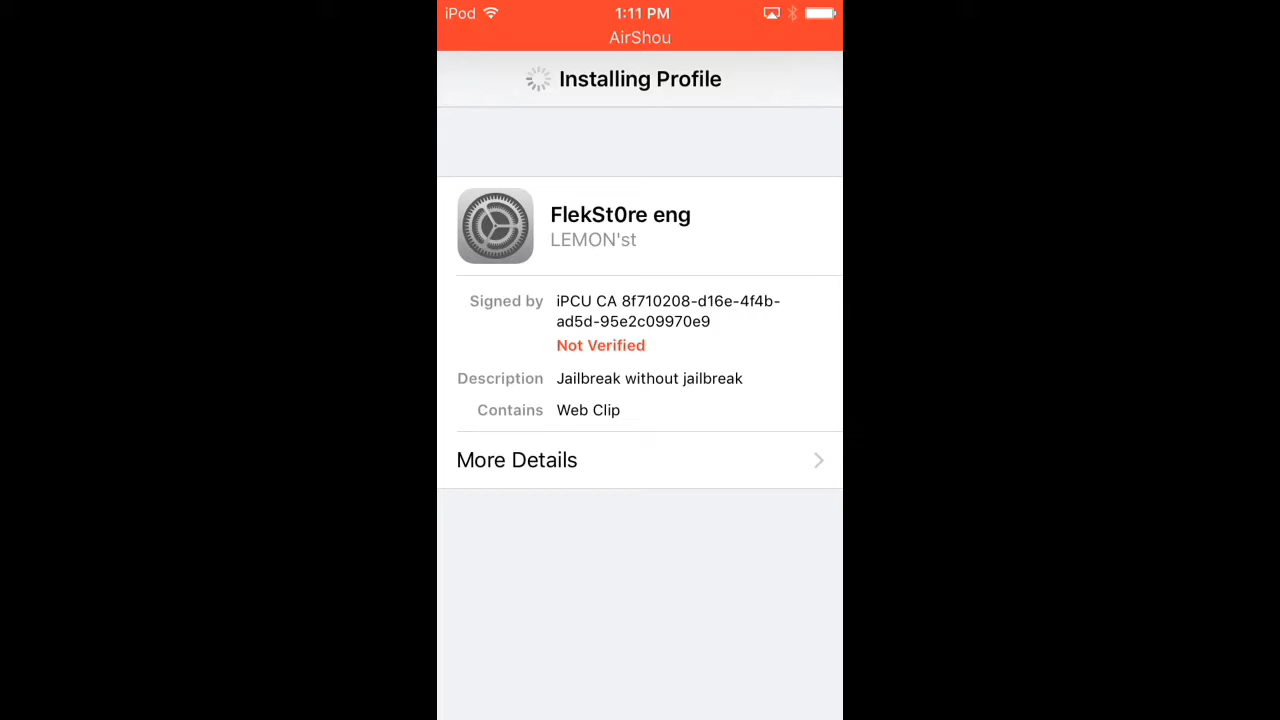 iPod 1:11 PM
AirShou
Installing Profile
FlekSt0re eng
LEMON'st
Signed by iPCU CA 8f710208-d16e-4f4b-
ad5d-95e2c09970e9
Not Verified
Description Jailbreak without jailbreak
Contains Web Clip
More Details